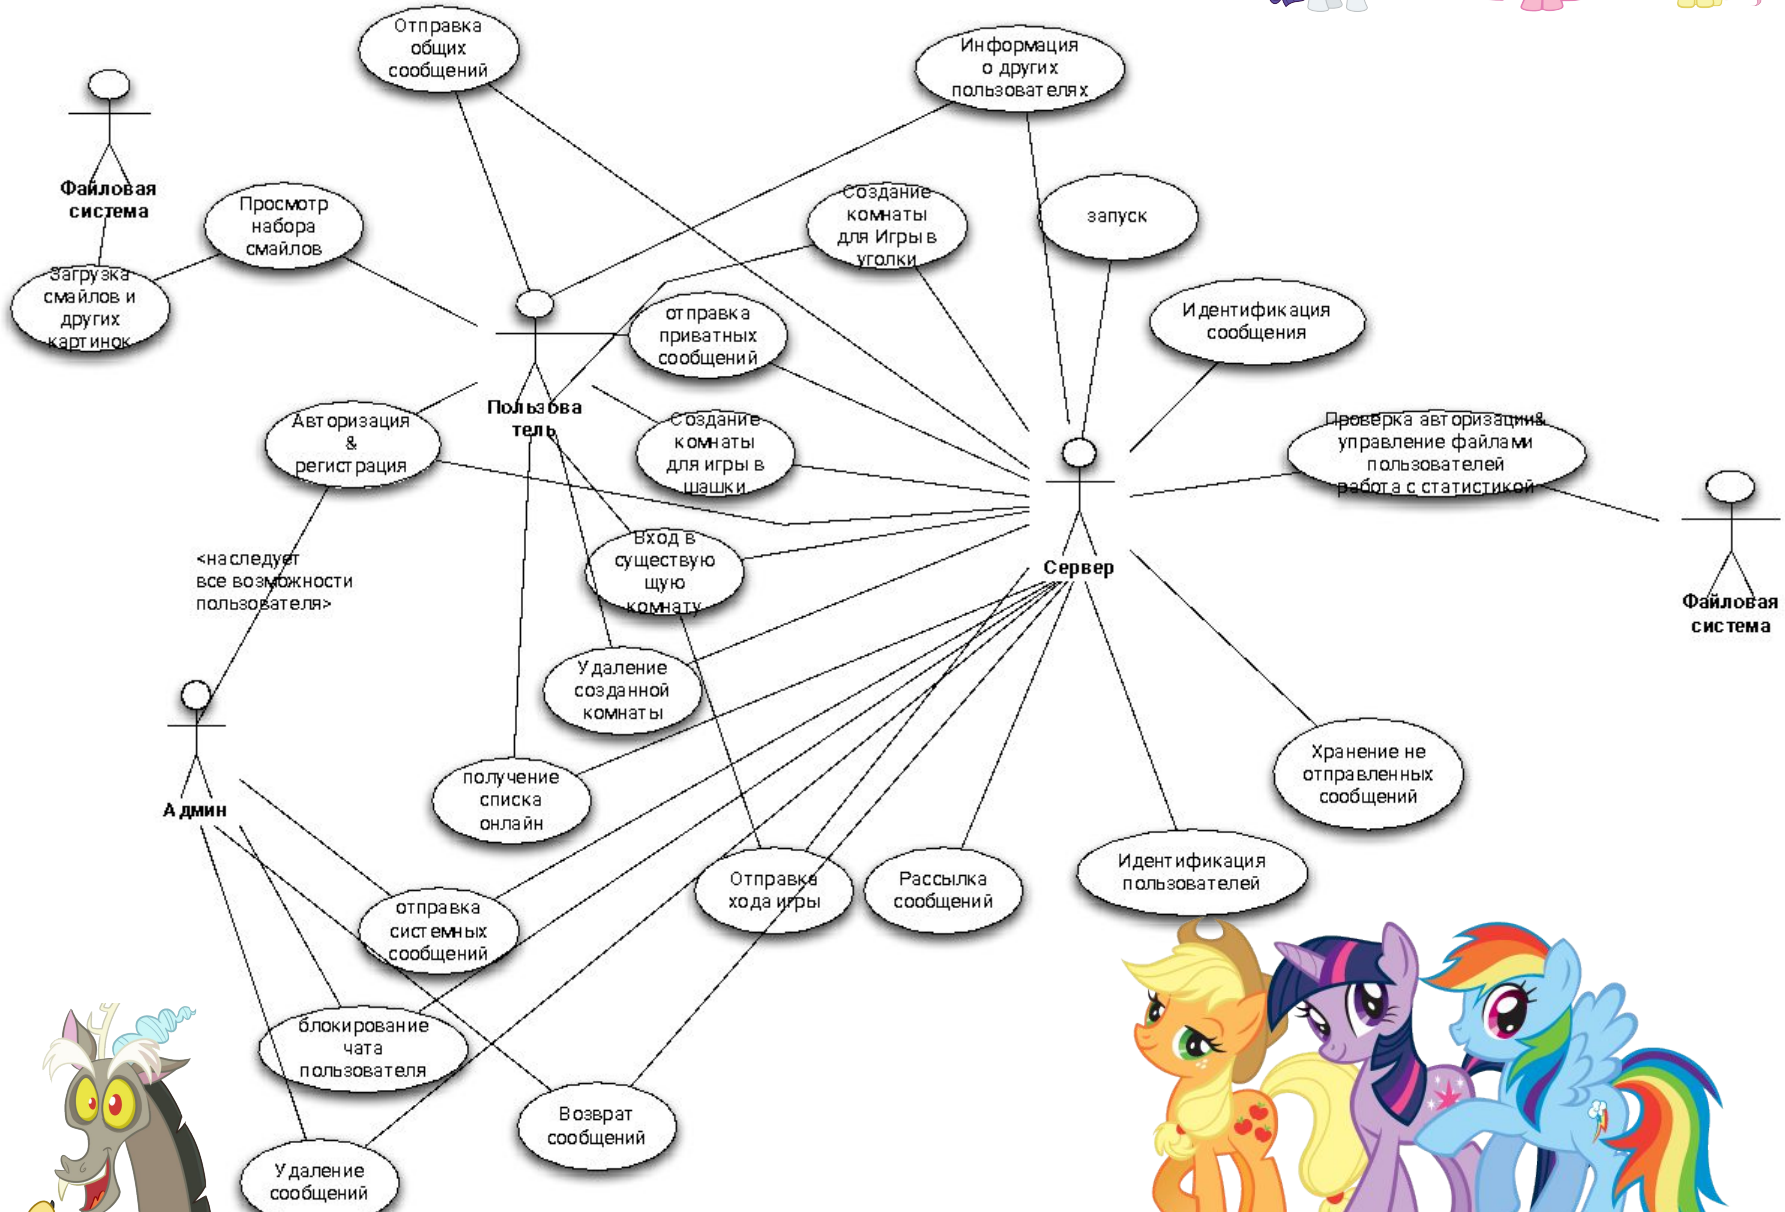 Отправка
общих
сообщений
Информация
о других
пользователях
Файловая
система
Просмотр
набора
смайлов
Создание
комнаты
для Игры в
уголки
запуск
Загрузка
смайлов и
других
картинок
отправка
приватных
сообщений
Идентификация
сообщения
Пользова
тель
Авторизация
&
регистрация
Создание
комнаты
для игры в
шашки
Проверка авторизации&
управление файлами
пользователей
работа с статистикой
Сервер
Файловая
система
<наследует
все возможности
пользователя>
Вход в
существую
щую
комнату
Удаление
созданной
комнаты
Админ
получение
списка
онлайн
Хранение не
отправленных
сообщений
Отправка
хода игры
Рассылка
сообщений
Идентификация
пользователей
отправка
системных
сообщений
блокирование
чата
пользователя
Возврат
сообщений
Удаление
сообщений